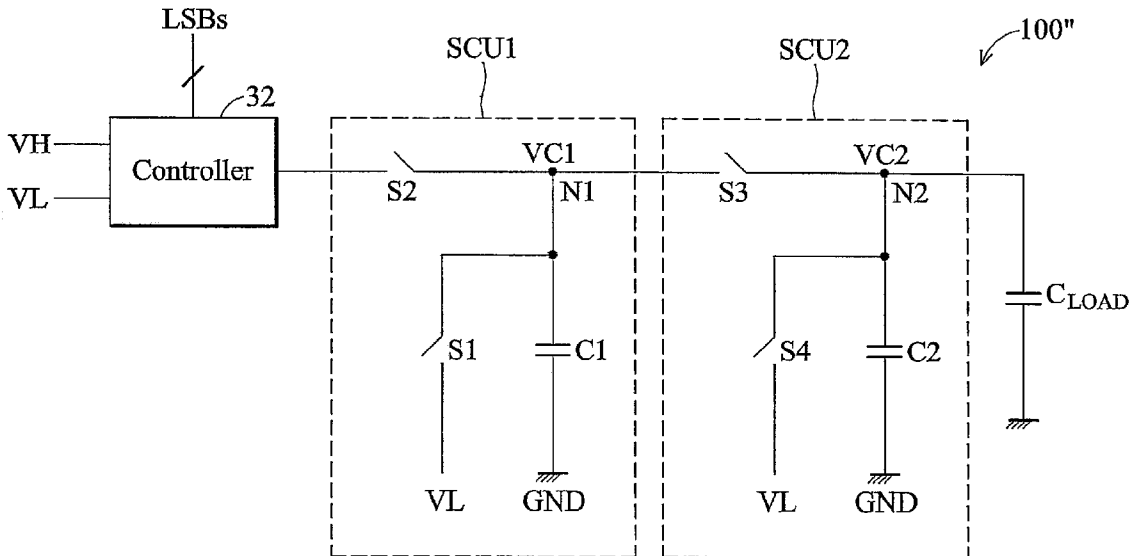 LSBs
100"
SCU1
SCU2
32
VH
VL
Controller
S2
VC1
N1
S3
VC2
N2
S1
C1
S4
C2
C_LOAD
VL
GND
VL
GND